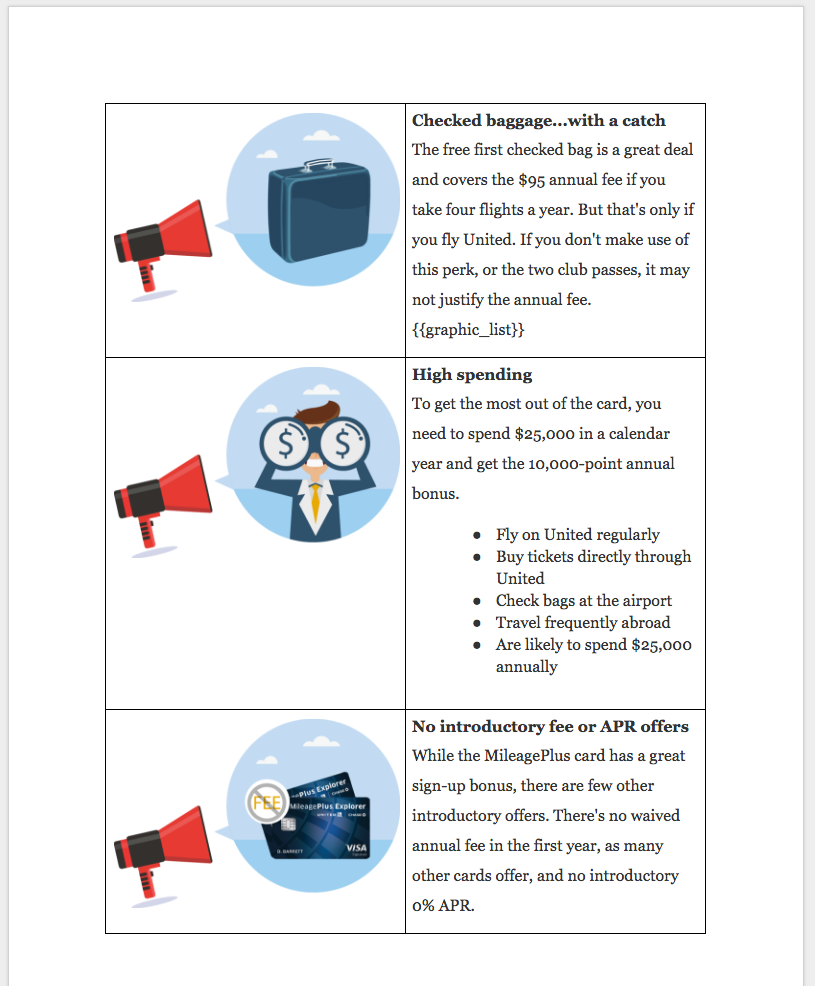 Checked baggage...with a catch
The free first checked bag is a great deal
and covers the $95 annual fee if you
take four flights a year. But that's only if
you fly United. If you don't make use of
this perk, or the two club passes, it may
not justify the annual fee.
{{graphic_list}}
$ $
High spending
To get the most out of the card, you
need to spend $25,000 in a calendar
year and get the 10,000-point annual
bonus.
● Fly on United regularly
● Buy tickets directly through
United
● Check bags at the airport
● Travel frequently abroad
● Are likely to spend $25,000
annually
FEE
Plus Explorer
CHASE
MileagePlus Explorer
UNITED CHASE
VISA
No introductory fee or APR offers
While the MileagePlus card has a great
sign-up bonus, there are few other
introductory offers. There's no waived
annual fee in the first year, as many
other cards offer, and no introductory
0% APR.